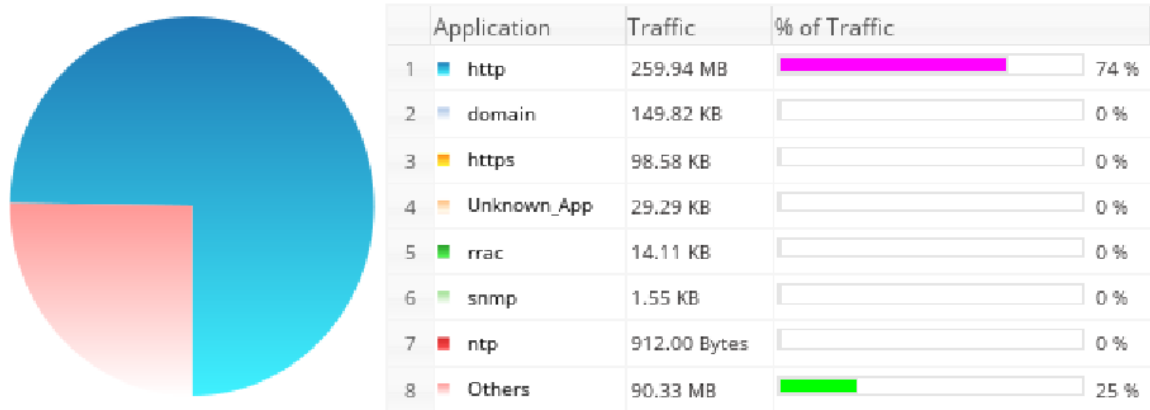 Application Traffic % of Traffic
1 http 259.94 MB 74 %
2 domain 149.82 KB 0 %
3 https 98.58 KB 0 %
4 Unknown_App 29.29 KB 0 %
5 rrac 14.11 KB 0 %
6 snmp 1.55 KB 0 %
7 ntp 912.00 Bytes 0 %
8 Others 90.33 MB 25 %